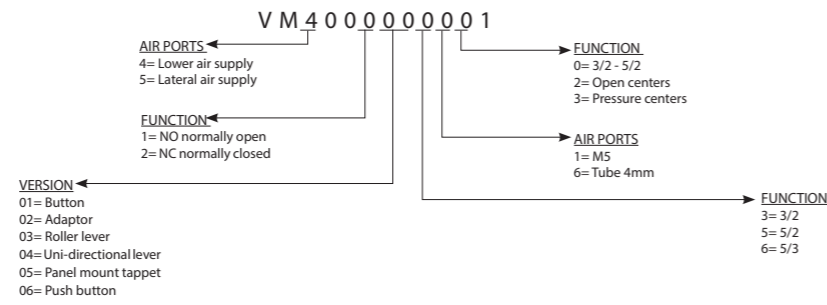 V M 4 0 0 0 0 0 0 0 0 1
AIR PORTS
4= Lower air supply
5= Lateral air supply
FUNCTION
1= NO normally open
2= NC normally closed
VERSION
01= Button
02= Adaptor
03= Roller lever
04= Uni-directional lever
05= Panel mount tappet
06= Push button
FUNCTION
0= 3/2 - 5/2
2= Open centers
3= Pressure centers
AIR PORTS
1= M5
6= Tube 4mm
FUNCTION
3= 3/2
5= 5/2
6= 5/3